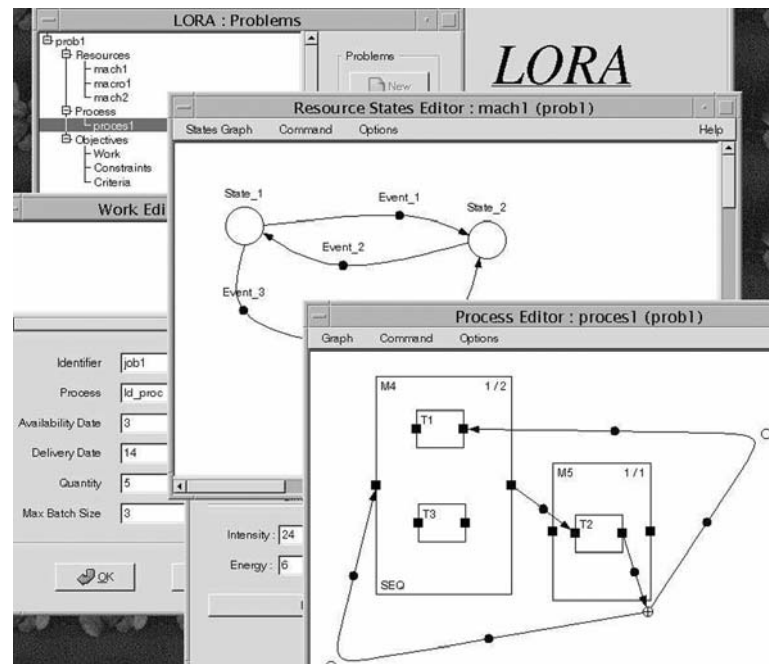 LORA : Problems
prob1
Resources
mach1
macro1
mach2
Process
proces1
Objectives
Work
Constraints
Criteria
Problems
New
LORA
Resource States Editor : mach1 (prob1)
States Graph Command Options Help
State_1
Event_1
State_2
Event_2
Event_3
Work Edi
Identifier job1
Process Id_proc
Availability Date 3
Delivery Date 14
Quantity 5
Max Batch Size 3
OK
Intensity : 24
Energy : 6
Process Editor : proces1 (prob1)
Graph Command Options
M4 1 / 2
T1
T3
SEQ
M5 1 / 1
T2